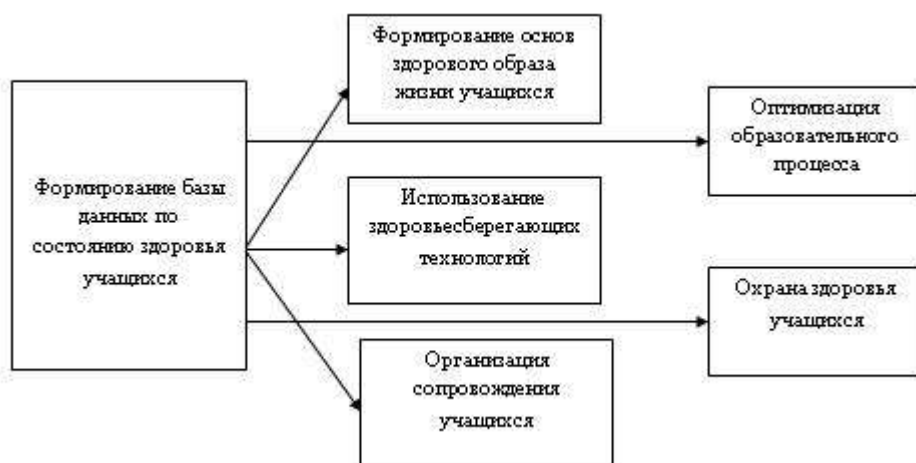 Формирование базы
данных по
состоянию здоровья
учащихся
Формирование основ
здорового образа
жизни учащихся
Использование
здоровьесберегающих
технологий
Организация
сопровождения
учащихся
Оптимизация
образовательного
процесса
Охрана здоровья
учащихся